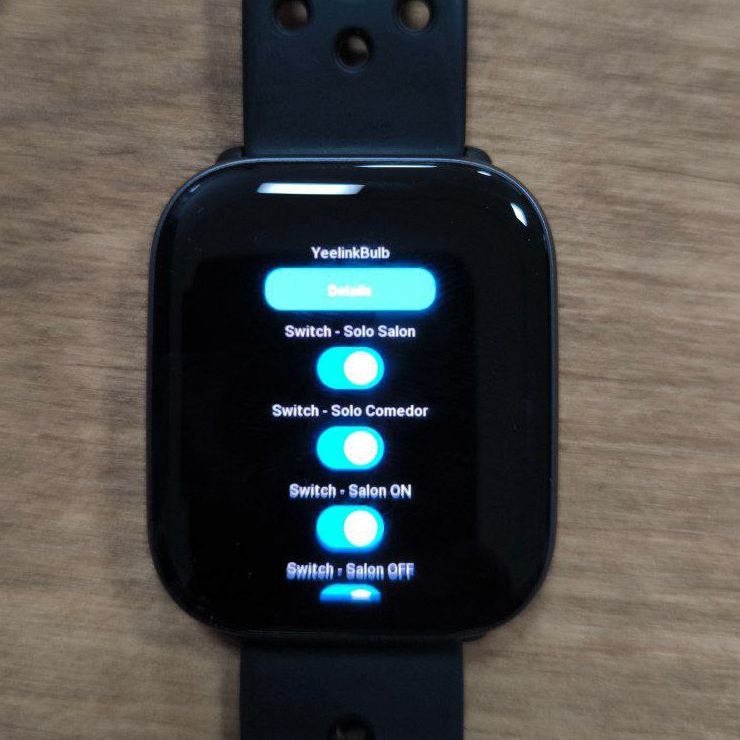 YeelinkBulb
Details
Switch - Solo Salon
Switch - Solo Comedor
Switch - Salon ON
Switch - Salon OFF